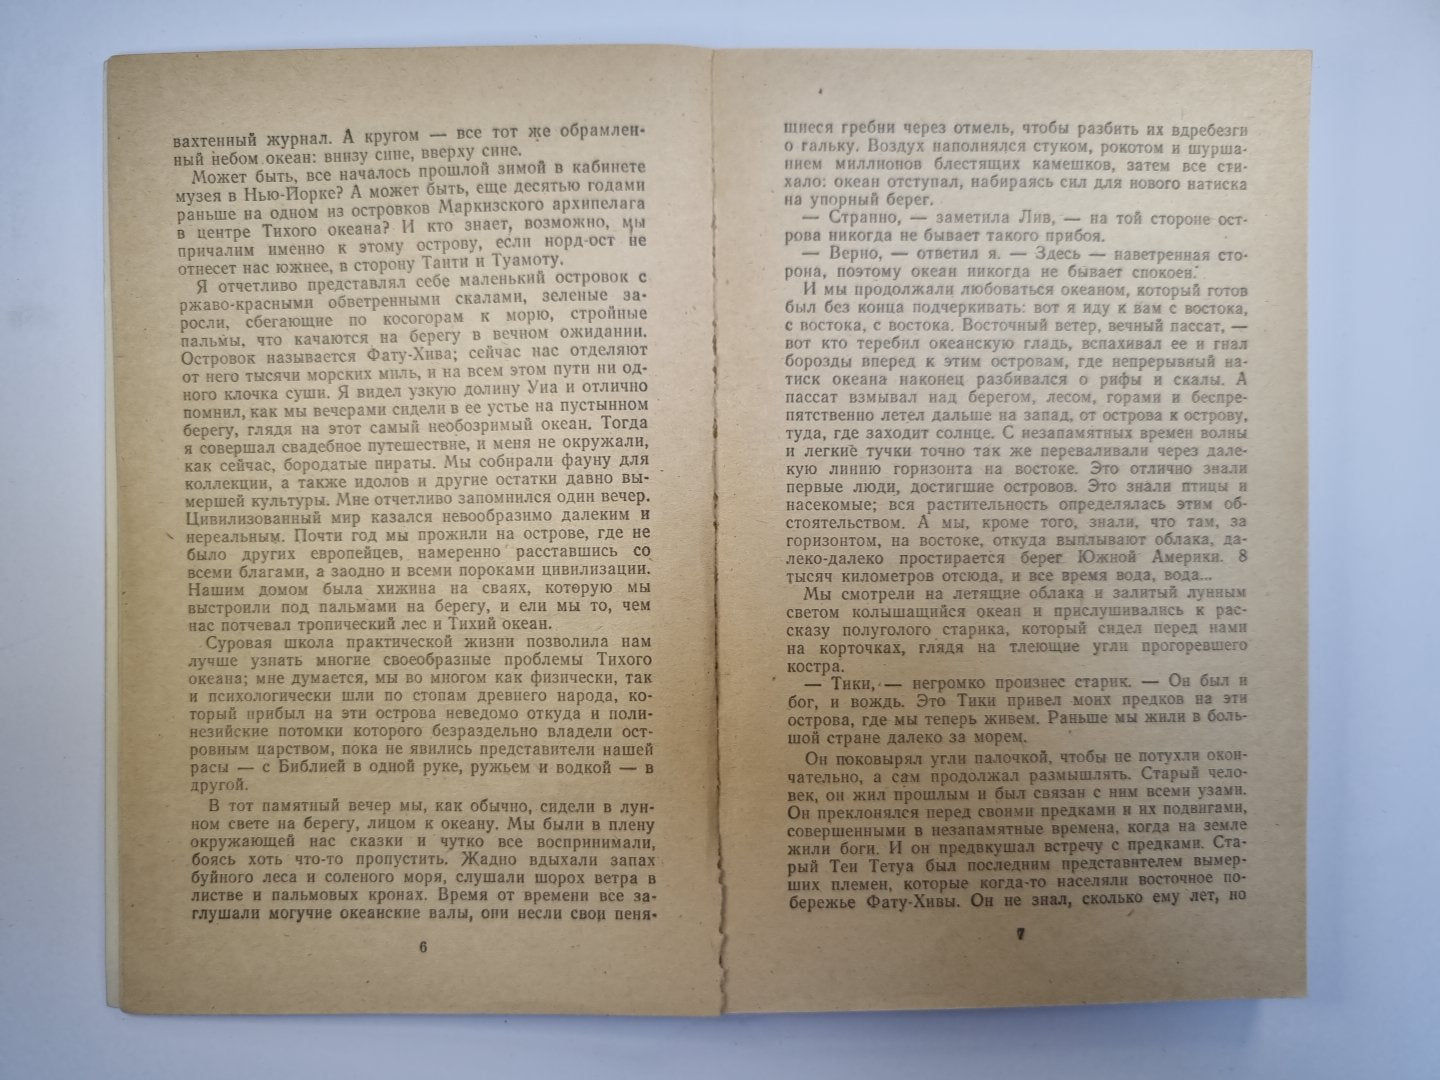 вахтенный журнал. А кругом — все тот же обрамлен-
ный небом океан: внизу сине, вверху сине.
Может быть, все началось прошлой зимой в кабинете
музея в Нью-Йорке? А может быть, еще десятью годами
раньше на одном из островков Маркизского архипелага
в центре Тихого океана? И кто знает, возможно, мы
причалим именно к этому острову, если норд-ост не
отнесет нас южнее, в сторону Таити и Туамоту.
Я отчетливо представлял себе маленький островок с
ржаво-красными обветренными скалами, зеленые за-
росли, сбегающие по косогорам к морю, стройные
пальмы, что качаются на берегу в вечном ожидании.
Островок называется Фату-Хива; сейчас нас отделяют
от него тысячи морских миль, и на всем этом пути ни од-
ного клочка суши. Я видел узкую долину Уиа и отлично
помнил, как мы вечерами сидели в ее устье на пустынном
берегу, глядя на этот самый необозримый океан. Тогда
я совершал свадебное путешествие, и меня не окружали,
как сейчас, бородатые пираты. Мы собирали фауну для
коллекции, а также идолов и другие остатки давно вы-
мершей культуры. Мне отчетливо запомнился один вечер.
Цивилизованный мир казался невообразимо далеким и
нереальным. Почти год мы прожили на острове, где не
было других европейцев, намеренно расставшись со
всеми благами, а заодно и всеми пороками цивилизации.
Нашим домом была хижина на сваях, которую мы
выстроили под пальмами на берегу, и ели мы то, чем
нас потчевал тропический лес и Тихий океан.
Суровая школа практической жизни позволила нам
лучше узнать многие своеобразные проблемы Тихого
океана; мне думается, мы во многом как физически, так
и психологически шли по стопам древнего народа, ко-
торый прибыл на эти острова неведомо откуда и поли-
незийские потомки которого безраздельно владели ост-
ровным царством, пока не явились представители нашей
расы — с Библией в одной руке, ружьем и водкой — в
другой.
В тот памятный вечер мы, как обычно, сидели в лун-
ном свете на берегу, лицом к океану. Мы были в плену
окружающей нас сказки и чутко все воспринимали,
боясь хоть что-то пропустить. Жадно вдыхали запах
буйного леса и соленого моря, слушали шорох ветра в
листве и пальмовых кронах. Время от времени все за-
глушали могучие океанские валы, они несли свои пеня-
6
шиеся гребни через отмель, чтобы разбить их вдребезги
о гальку. Воздух наполнялся стуком, рокотом и шурша-
нием миллионов блестящих камешков, затем все сти-
хало: океан отступал, набираясь сил для нового натиска
на упорный берег.
— Странно, — заметила Лив, — на той стороне ост-
рова никогда не бывает такого прибоя.
— Верно, — ответил я. — Здесь — наветренная сто-
рона, поэтому океан никогда не бывает спокоен.
И мы продолжали любоваться океаном, который готов
был без конца подчеркивать: вот я иду к вам с востока,
с востока, с востока. Восточный ветер, вечный пассат, —
вот кто теребил океанскую гладь, вспахивал ее и гнал
борозды вперед к этим островам, где непрерывный на-
тиск океана наконец разбивался о рифы и скалы. А
пассат взмывал над берегом, лесом, горами и беспре-
пятственно летел дальше на запад, от острова к острову,
туда, где заходит солнце. С незапамятных времен волны
и легкие тучки точно так же переваливали через дале-
кую линию горизонта на востоке. Это отлично знали
первые люди, достигшие островов. Это знали птицы и
насекомые; вся растительность определялась этим об-
стоятельством. А мы, кроме того, знали, что там, за
горизонтом, на востоке, откуда выплывают облака, да-
леко-далеко простирается берег Южной Америки. 8
тысяч километров отсюда, и все время вода, вода...
Мы смотрели на летящие облака и залитый лунным
светом колышащийся океан и прислушивались к рас-
сказу полуголого старика, который сидел перед нами
на корточках, глядя на тлеющие угли прогоревшего
костра.
— Тики, — негромко произнес старик. — Он был и
бог, и вождь. Это Тики привел моих предков на эти
острова, где мы теперь живем. Раньше мы жили в боль-
шой стране далеко за морем.
Он поковырял угли палочкой, чтобы не потухли окон-
чательно, а сам продолжал размышлять. Старый чело-
век, он жил прошлым и был связан с ним всеми узами.
Он преклонялся перед своими предками и их подвигами,
совершенными в незапамятные времена, когда на земле
жили боги. И он предвкушал встречу с предками. Ста-
рый Теи Тетуа был последним представителем вымер-
ших племен, которые когда-то населяли восточное по-
бережье Фату-Хивы. Он не знал, сколько ему лет, но
7